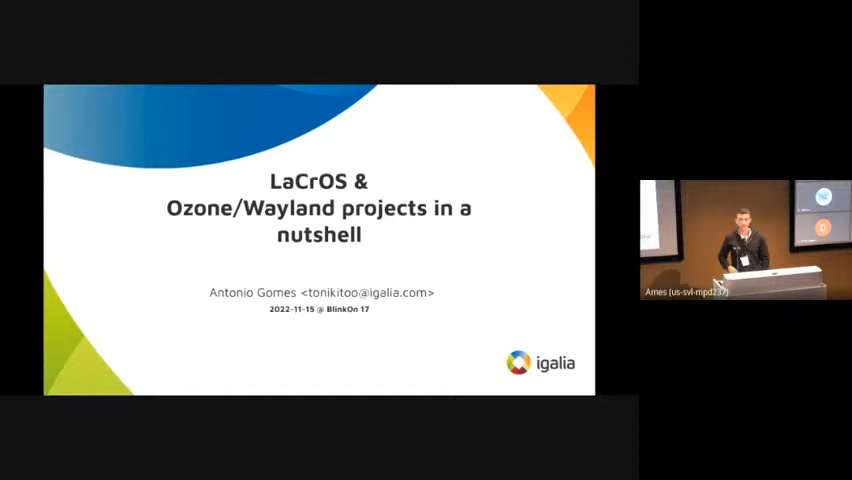 LaCrOS &
Ozone/Wayland projects in a
nutshell
Antonio Gomes <tonikitoo@igalia.com>
2022-11-15 @ BlinkOn 17
igalia
Ames (us-svl-mpd237)
D